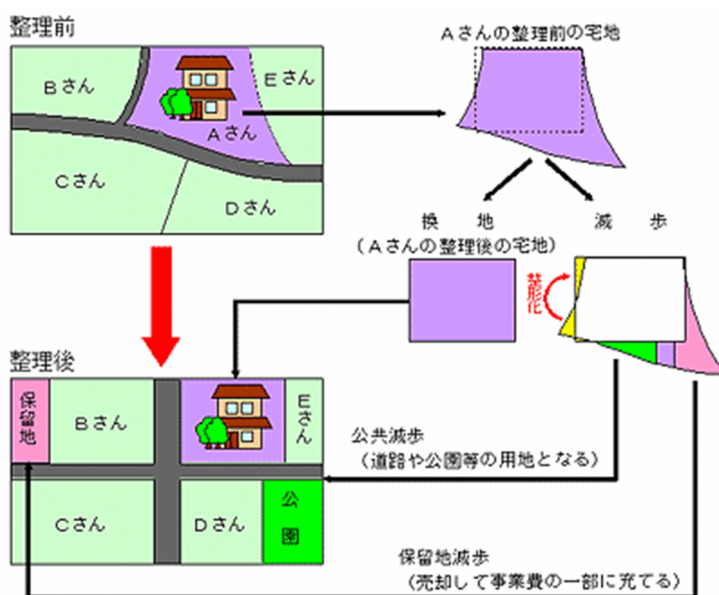 整理前
Bさん
Eさん
Aさん
Cさん
Dさん
Aさんの整理前の宅地
換 地
(Aさんの整理後の宅地)
減 歩
整形化
整理後
保留地
Bさん
Eさん
Cさん
Dさん
公園
公共減歩
(道路や公園等の用地となる)
保留地減歩
(売却して事業費の一部に充てる)